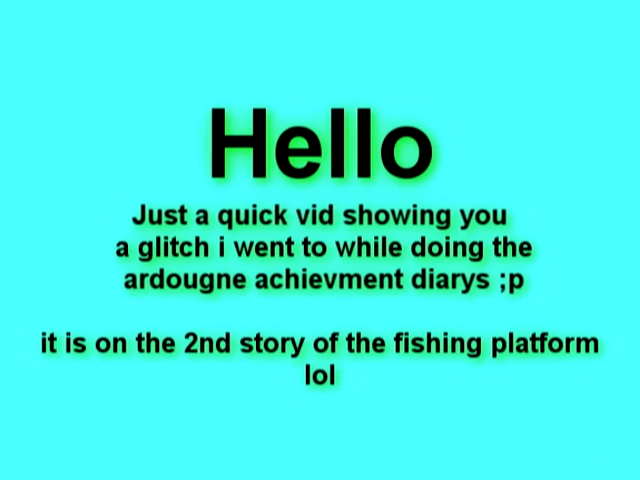 Hello
Just a quick vid showing you
a glitch i went to while doing the
ardougne achievment diarys ;p
it is on the 2nd story of the fishing platform
lol